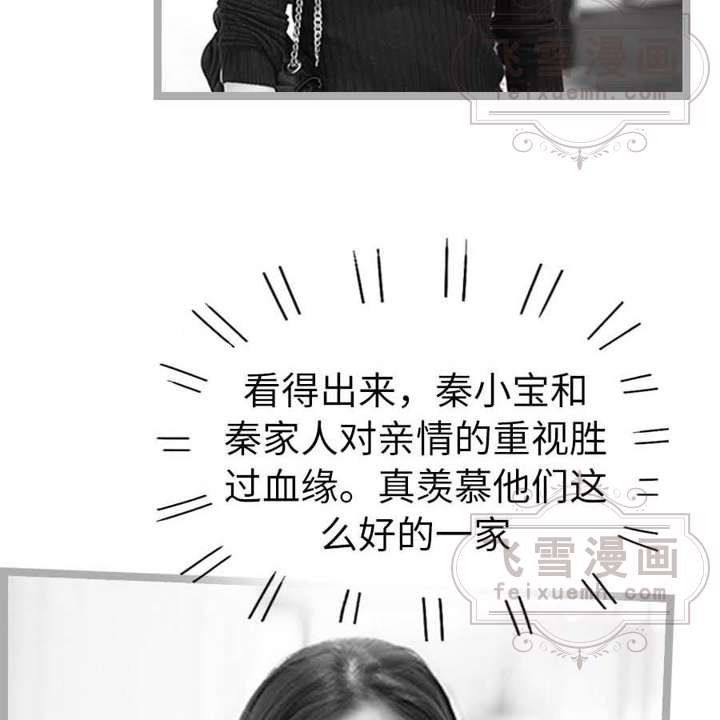 飞雪漫画
feixuemh.com
看得出来，秦小宝和
秦家人对亲情的重视胜
过血缘。真羡慕他们这
么好的一家
飞雪漫画
feixuemh.com